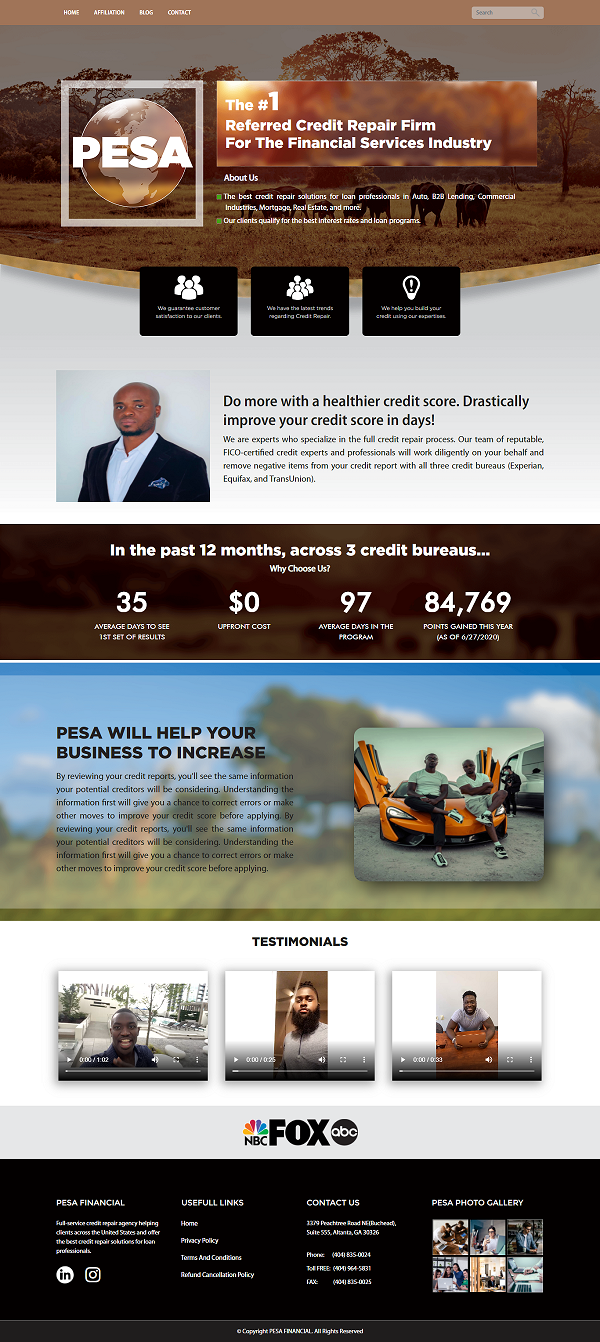 HOME AFFILIATION BLOG CONTACT
Search
PESA
The #1
Referred Credit Repair Firm
For The Financial Services Industry
About Us
The best credit repair solutions for loan professionals in Auto, B2B Lending, Commercial
Industries, Mortgage, Real Estate, and more.
Our clients qualify for the best interest rates and loan programs.
We guarantee customer
satisfaction to our clients.
We have the latest trends
regarding Credit Repair.
We help you build your
credit using our expertises.
Do more with a healthier credit score. Drastically
improve your credit score in days!
We are experts who specialize in the full credit repair process. Our team of reputable,
FICO-certified credit experts and professionals will work diligently on your behalf and
remove negative items from your credit report with all three credit bureaus (Experian,
Equifax, and TransUnion).
In the past 12 months, across 3 credit bureaus...
Why Choose Us?
35
AVERAGE DAYS TO SEE
1ST SET OF RESULTS
$0
UPFRONT COST
97
AVERAGE DAYS IN THE
PROGRAM
84,769
POINTS GAINED THIS YEAR
(AS OF 6/27/2020)
PESA WILL HELP YOUR
BUSINESS TO INCREASE
By reviewing your credit reports, you'll see the same information
your potential creditors will be considering. Understanding the
information first will give you a chance to correct errors or make
other moves to improve your credit score before applying. By
reviewing your credit reports, you'll see the same information
your potential creditors will be considering. Understanding the
information first will give you a chance to correct errors or make
other moves to improve your credit score before applying.
TESTIMONIALS
0:00 / 1:02
0:00 / 0:25
0:00 / 0:33
NBC FOX abc
PESA FINANCIAL
Full-service credit repair agency helping
clients across the United States and offer
the best credit repair solutions for loan
professionals.
in
USEFULL LINKS
Home
Privacy Policy
Terms And Conditions
Refund Cancellation Policy
CONTACT US
3379 Peachtree Road NE(Buchead),
Suite 555, Altanta, GA 30326
Phone: (404) 835-0024
Toll FREE: (404) 964-5831
FAX: (404) 835-0025
PESA PHOTO GALLERY
© Copyright PESA FINANCIAL. All Rights Reserved